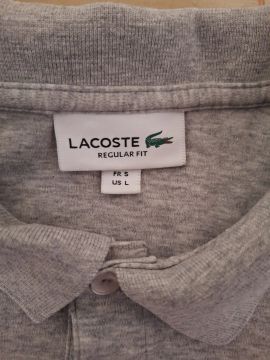 LACOSTE
REGULAR FIT
FR 5
US L